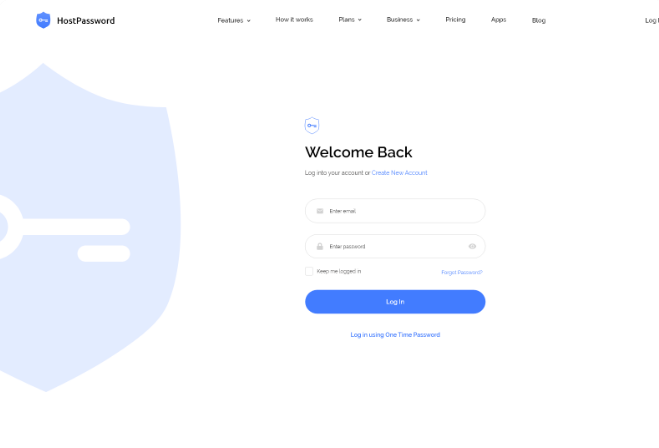 HostPassword
Features
How it works
Plans
Business
Pricing
Apps
Blog
Log
Welcome Back
Log into your account or Create New Account
Enter email
Enter password
Keep me logged in
Forgot Password?
Log In
Log in using One Time Password